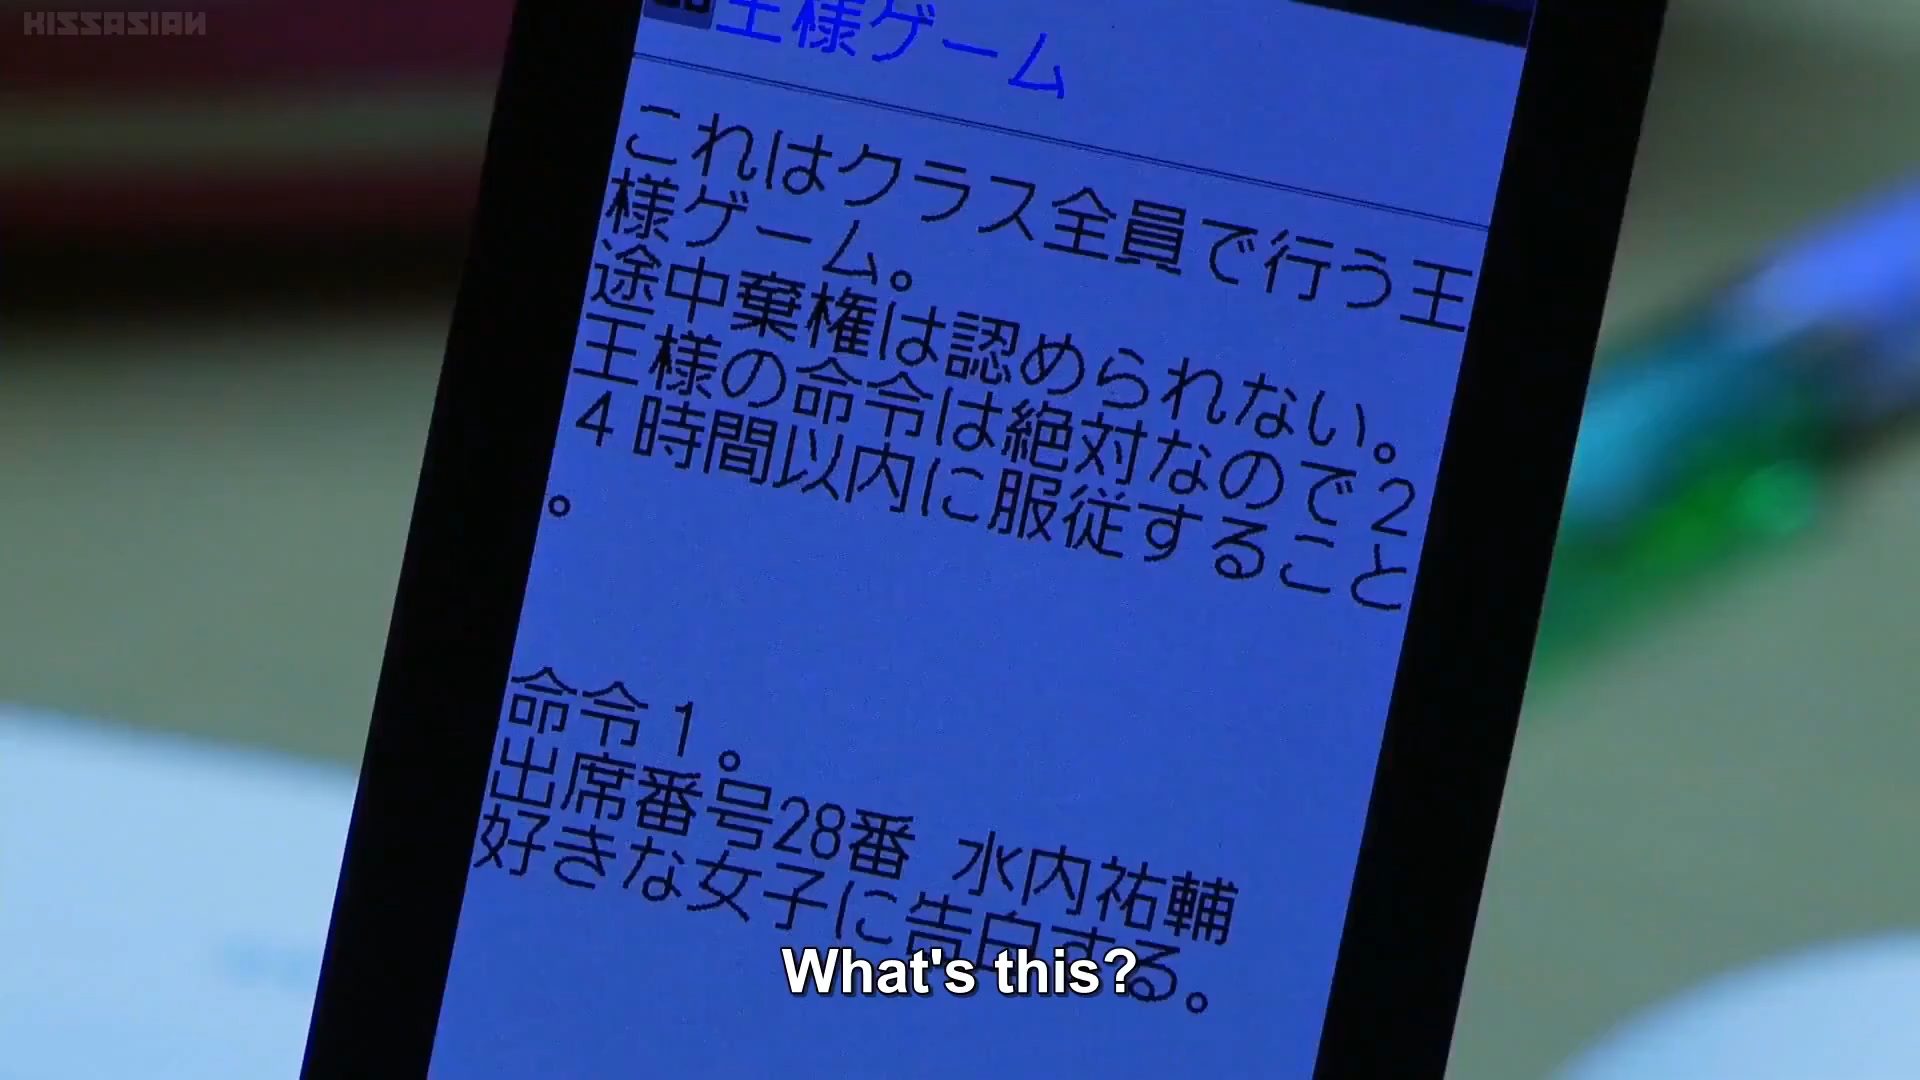 KISSASIAN
王様ゲーム
これはクラス全員で行う王
様ゲーム。
途中棄権は認められない。
王様の命令は絶対なので２
４時間以内に服従すること
。
命令１。
出席番号28番 水内祐輔
好きな女子に告白する。
What's this?